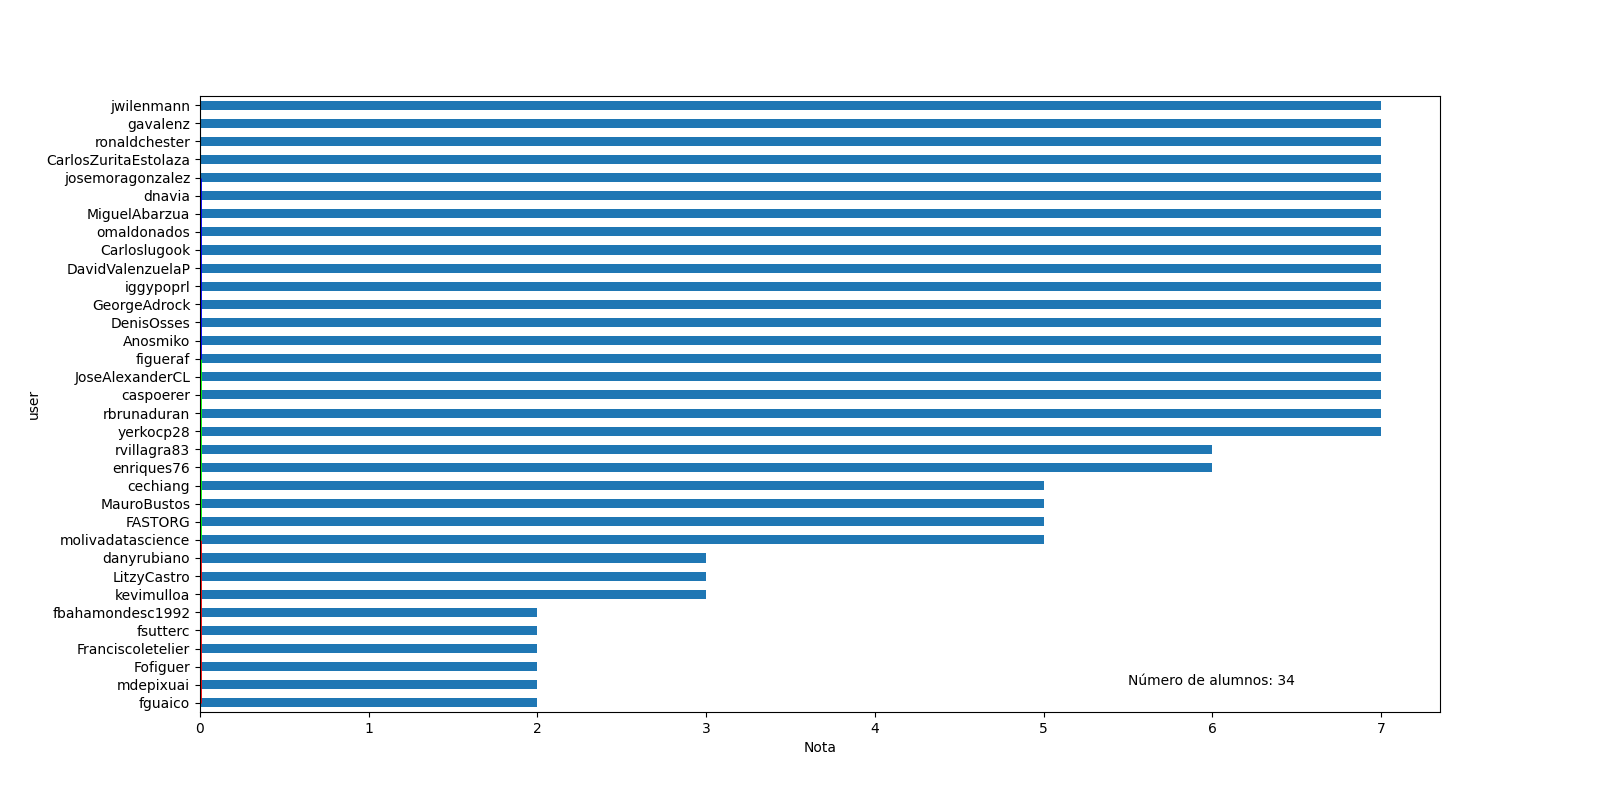 jwilenmann
gavalenz
ronaldchester
CarlosZuritaEstolaza
josemoragonzalez
dnavia
MiguelAbarzua
omaldonados
Carloslugook
DavidValenzuelaP
iggypoprl
GeorgeAdrock
DenisOsses
Anosmiko
figueraf
JoseAlexanderCL
caspoerer
rbrunaduran
yerkocp28
rvillagra83
enriques76
cechiang
MauroBustos
FASTORG
molivadatascience
danyrubiano
LitzyCastro
kevimulloa
fbahamondesc1992
fsutterc
Franciscoletelier
Fofiguer
mdepixuai
fguaico
user
Número de alumnos: 34
0 1 2 3 4 5 6 7
Nota